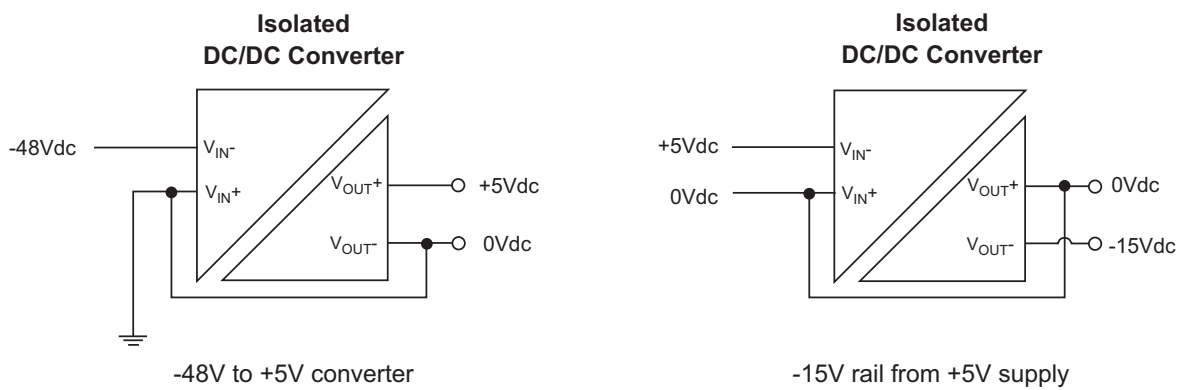 Isolated
DC/DC Converter
-48Vdc
VIN-
VIN+
VOUT+
+5Vdc
VOUT-
0Vdc
-48V to +5V converter
Isolated
DC/DC Converter
+5Vdc
VIN-
0Vdc
VIN+
VOUT+
0Vdc
VOUT-
-15Vdc
-15V rail from +5V supply